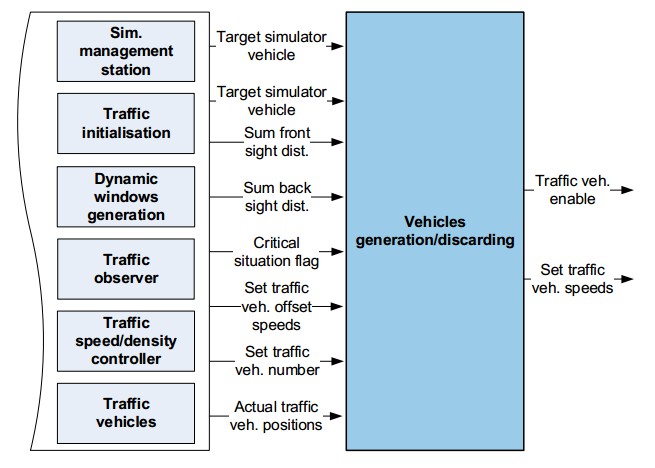 Sim.
management
station
Traffic
initialisation
Dynamic
windows
generation
Traffic
observer
Traffic
speed/density
controller
Traffic
vehicles
Target simulator
vehicle
Target simulator
vehicle
Sum front
sight dist.
Sum back
sight dist.
Critical
situation flag
Set traffic
veh. offset
speeds
Set traffic
veh. number
Actual traffic
veh. positions
Vehicles
generation/discarding
Traffic veh.
enable
Set traffic
veh. speeds